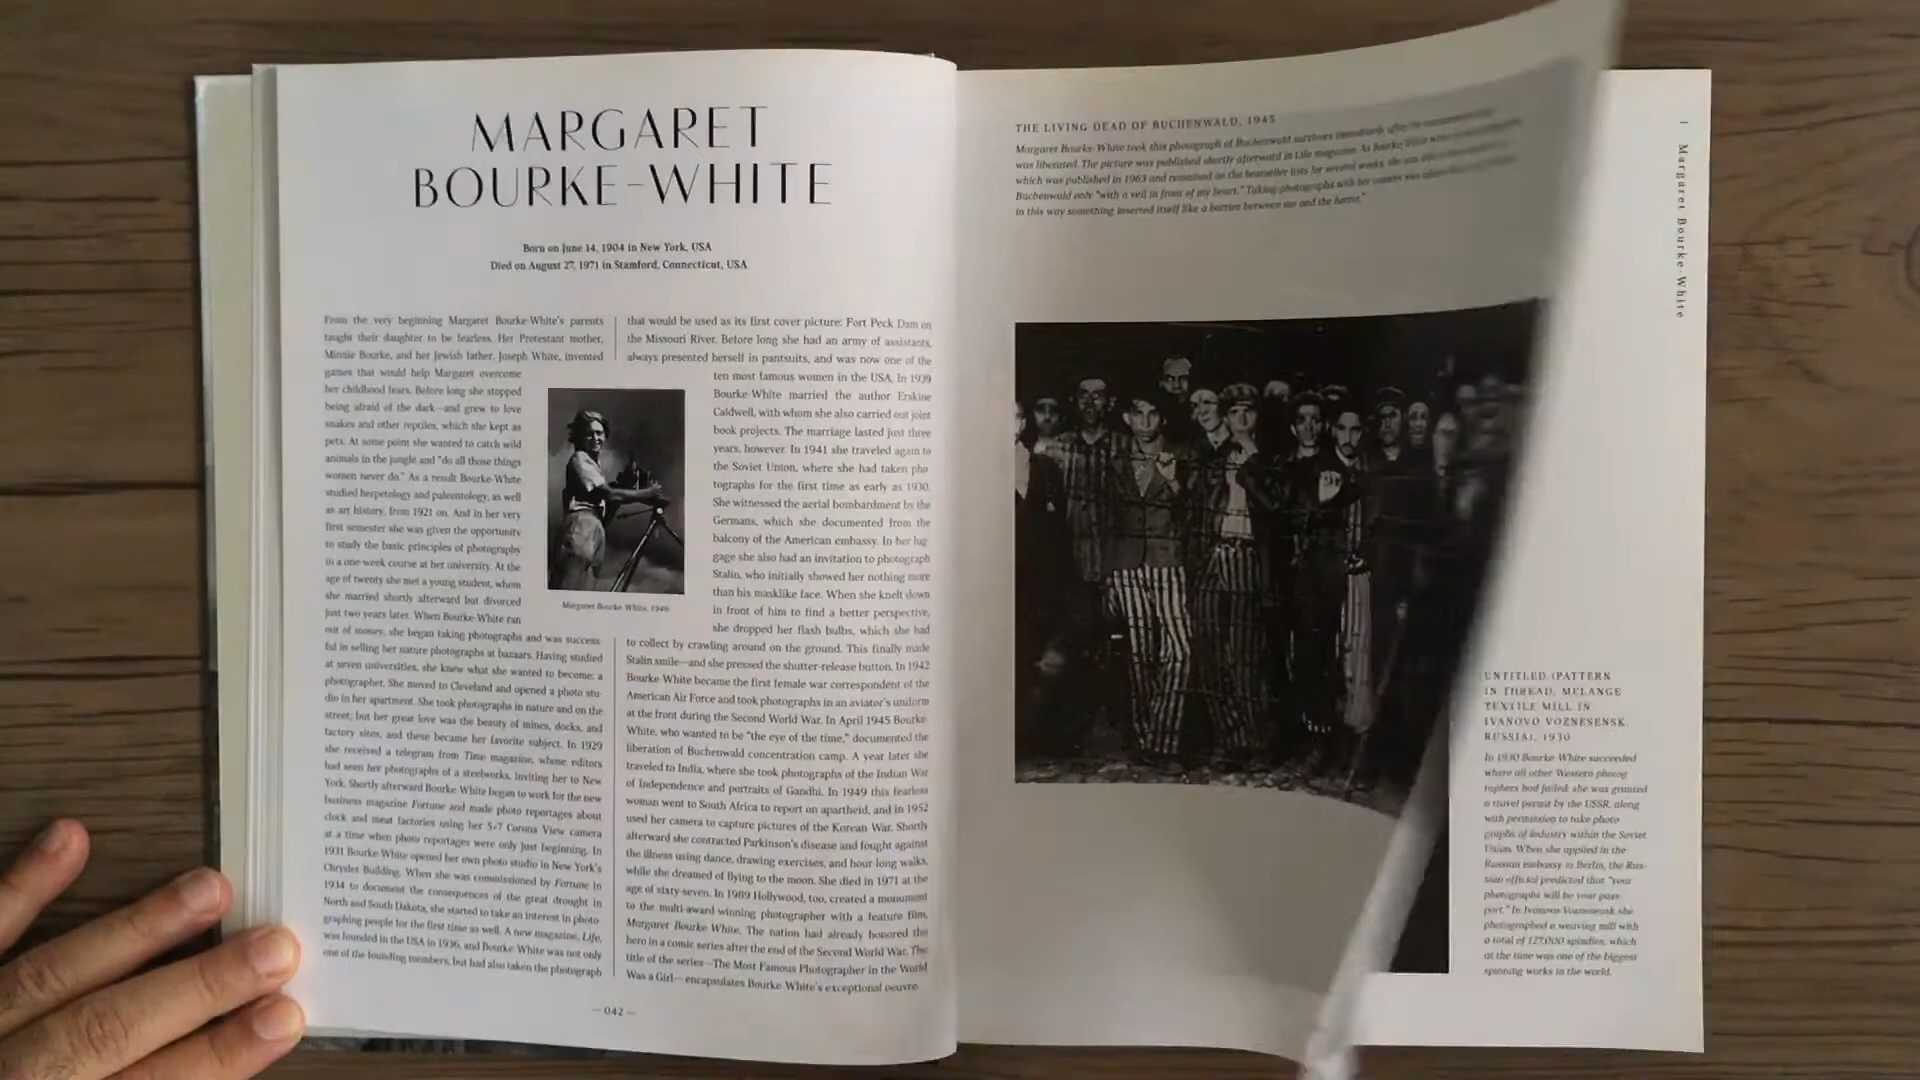 MARGARET
BOURKE-WHITE
Born on June 14, 1904 in New York, USA
Died on August 27, 1971 in Stamford, Connecticut, USA
From the very beginning Margaret Bourke-White's parents
taught their daughter to be fearless. Her Protestant mother,
Minnie Bourke, and her Jewish father, Joseph White, invented
games that would help Margaret overcome
her childhood fears. Before long she stopped
being afraid of the dark—and grew to love
snakes and other reptiles, which she kept as
pets. At some point she wanted to catch wild
animals in the jungle and "do all those things
women never do." As a result Bourke-White
studied herpetology and paleontology, as well
as art history, from 1921 on. And in her very
first semester she was given the opportunity
to study the basic principles of photography
in a one-week course at her university. At the
age of twenty she met a young student, whom
she married shortly afterward but divorced
just two years later. When Bourke-White ran
out of money, she began taking photographs and was success-
ful in selling her nature photographs at bazaars. Having studied
at seven universities, she knew what she wanted to become: a
photographer. She moved to Cleveland and opened a photo stu-
dio in her apartment. She took photographs in nature and on the
street, but her great love was the beauty of mines, docks, and
factory sites, and these became her favorite subject. In 1929
she received a telegram from Time magazine, whose editors
had seen her photographs of a steelworks, inviting her to New
York. Shortly afterward Bourke-White began to work for the new
business magazine Fortune and made photo reportages about
clock and meat factories using her 5-7 Corona View camera
at a time when photo reportages were only just beginning. In
1931 Bourke-White opened her own photo studio in New York's
Chrysler Building. When she was commissioned by Fortune in
1934 to document the consequences of the great drought in
North and South Dakota, she started to take an interest in photo-
graphing people for the first time as well. A new magazine, Life,
was founded in the USA in 1936, and Bourke-White was not only
one of the founding members, but had also taken the photograph
Margaret Bourke-White, 1946
that would be used as its first cover picture: Fort Peck Dam on
the Missouri River. Before long she had an army of assistants,
always presented herself in pantsuits, and was now one of the
ten most famous women in the USA. In 1939
Bourke-White married the author Erskine
Caldwell, with whom she also carried out joint
book projects. The marriage lasted just three
years, however. In 1941 she traveled again to
the Soviet Union, where she had taken pho-
tographs for the first time as early as 1930.
She witnessed the aerial bombardment by the
Germans, which she documented from the
balcony of the American embassy. In her lug-
gage she also had an invitation to photograph
Stalin, who initially showed her nothing more
than his masklike face. When she knelt down
in front of him to find a better perspective,
she dropped her flash bulbs, which she had
to collect by crawling around on the ground. This finally made
Stalin smile—and she pressed the shutter-release button. In 1942
Bourke-White became the first female war correspondent of the
American Air Force and took photographs in an aviator's uniform
at the front during the Second World War. In April 1945 Bourke-
White, who wanted to be "the eye of the time," documented the
liberation of Buchenwald concentration camp. A year later she
traveled to India, where she took photographs of the Indian War
of Independence and portraits of Gandhi. In 1949 this fearless
woman went to South Africa to report on apartheid, and in 1952
used her camera to capture pictures of the Korean War. Shortly
afterward she contracted Parkinson's disease and fought against
the illness using dance, drawing exercises, and hour long walks,
while she dreamed of flying to the moon. She died in 1971 at the
age of sixty-seven. In 1989 Hollywood, too, created a monument
to the multi-award winning photographer with a feature film,
Margaret Bourke-White. The nation had already honored the
hero in a comic series after the end of the Second World War. The
title of the series—The Most Famous Photographer in the World
Was a Girl—encapsulates Bourke-White's exceptional oeuvre.
— 042 —
THE LIVING DEAD OF BUCHENWALD, 1945
Margaret Bourke-White took this photograph of Buchenwald survivors immediately after the
was liberated. The picture was published shortly afterward in Life magazine. As Bourke-
which was published in 1963 and remained on the bestseller lists for several weeks, she was
Buchenwald only "with a veil in front of my heart." Taking photographs with her camera was
in this way something inserted itself like a barrier between me and the horror."
| Margaret Bourke-White
UNTITLED (PATTERN
IN THREAD), MELANGE
TEXTILE MILL IN
IVANOVO VOZNESENSK,
RUSSIA), 1930
In 1930 Bourke-White succeeded
where all other Western photog-
raphers had failed: she was granted
a travel permit by the USSR, along
with permission to take photo-
graphs of industry within the Soviet
Union. When she applied in the
Russian embassy in Berlin, the Rus-
sian official predicted that "your
photographs will be your pass-
port." In Ivanovo Voznesensk she
photographed a weaving mill with
a total of 127,000 spindles, which
at the time was one of the biggest
spinning works in the world.